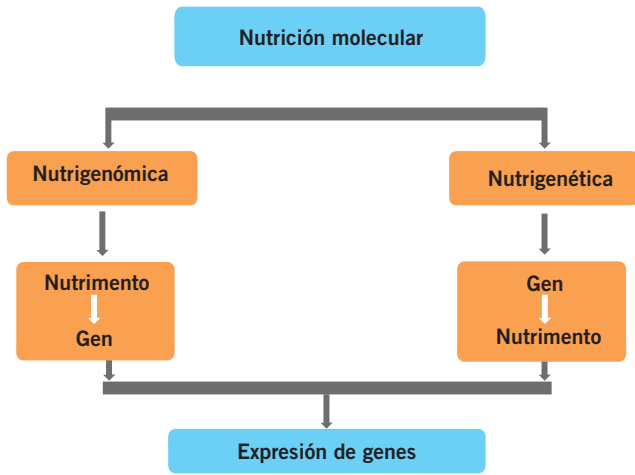 Nutrición molecular
Nutrigenómica
Nutrigenética
Nutrimento
Gen
Gen
Nutrimento
Expresión de genes